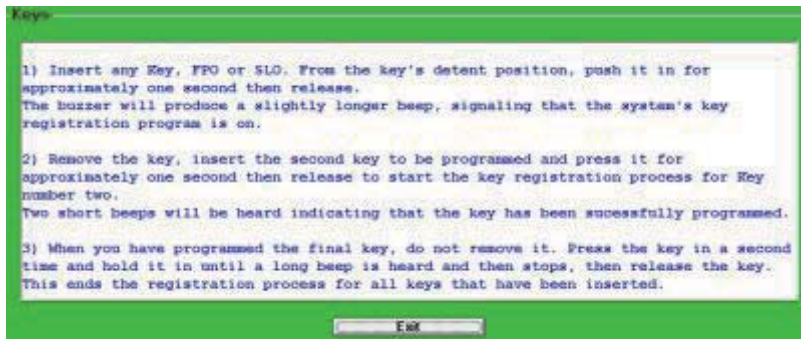 Keys
1) Insert any Key, FPO or SLO. From the key's detent position, push it in for
approximately one second then release.
The buzzer will produce a slightly longer beep, signaling that the system's key
registration program is on.
2) Remove the key, insert the second key to be programmed and press it for
approximately one second then release to start the key registration process for Key
number two.
Two short beeps will be heard indicating that the key has been sucessfully programmed.
3) When you have programmed the final key, do not remove it. Press the key in a second
time and hold it in until a long beep is heard and then stops, then release the key.
This ends the registration process for all keys that have been inserted.
Exit